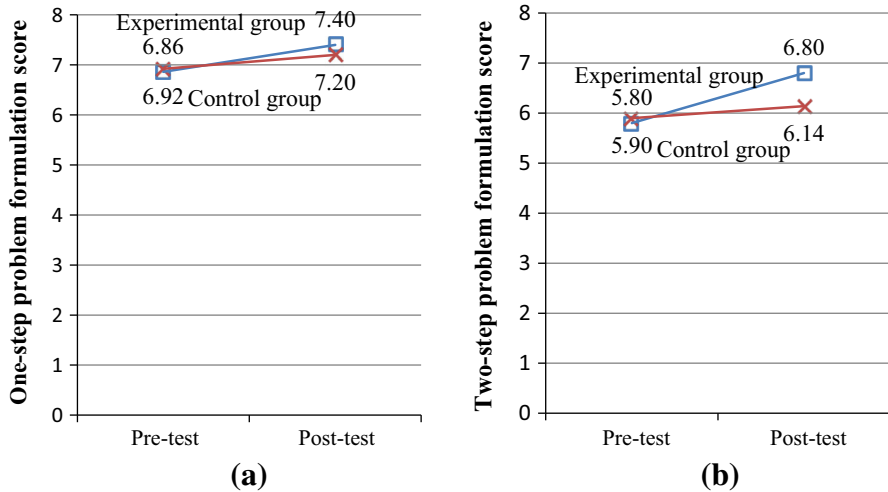 One-step problem formulation score
8
7
6
5
4
3
2
1
0
Experimental group
7.40
6.86
6.92
Control group
7.20
Pre-test
Post-test
(a)
Two-step problem formulation score
8
7
6
5
4
3
2
1
0
6.80
Experimental group
5.80
5.90
Control group
6.14
Pre-test
Post-test
(b)